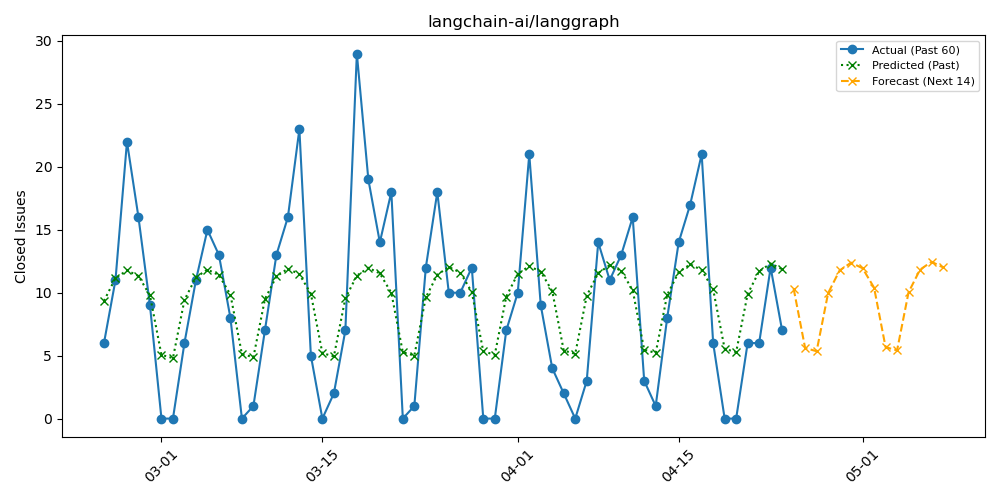 langchain-ai/langgraph
Actual (Past 60)
Predicted (Past)
Forecast (Next 14)
Closed Issues
30
25
20
15
10
5
0
03-01
03-15
04-01
04-15
05-01